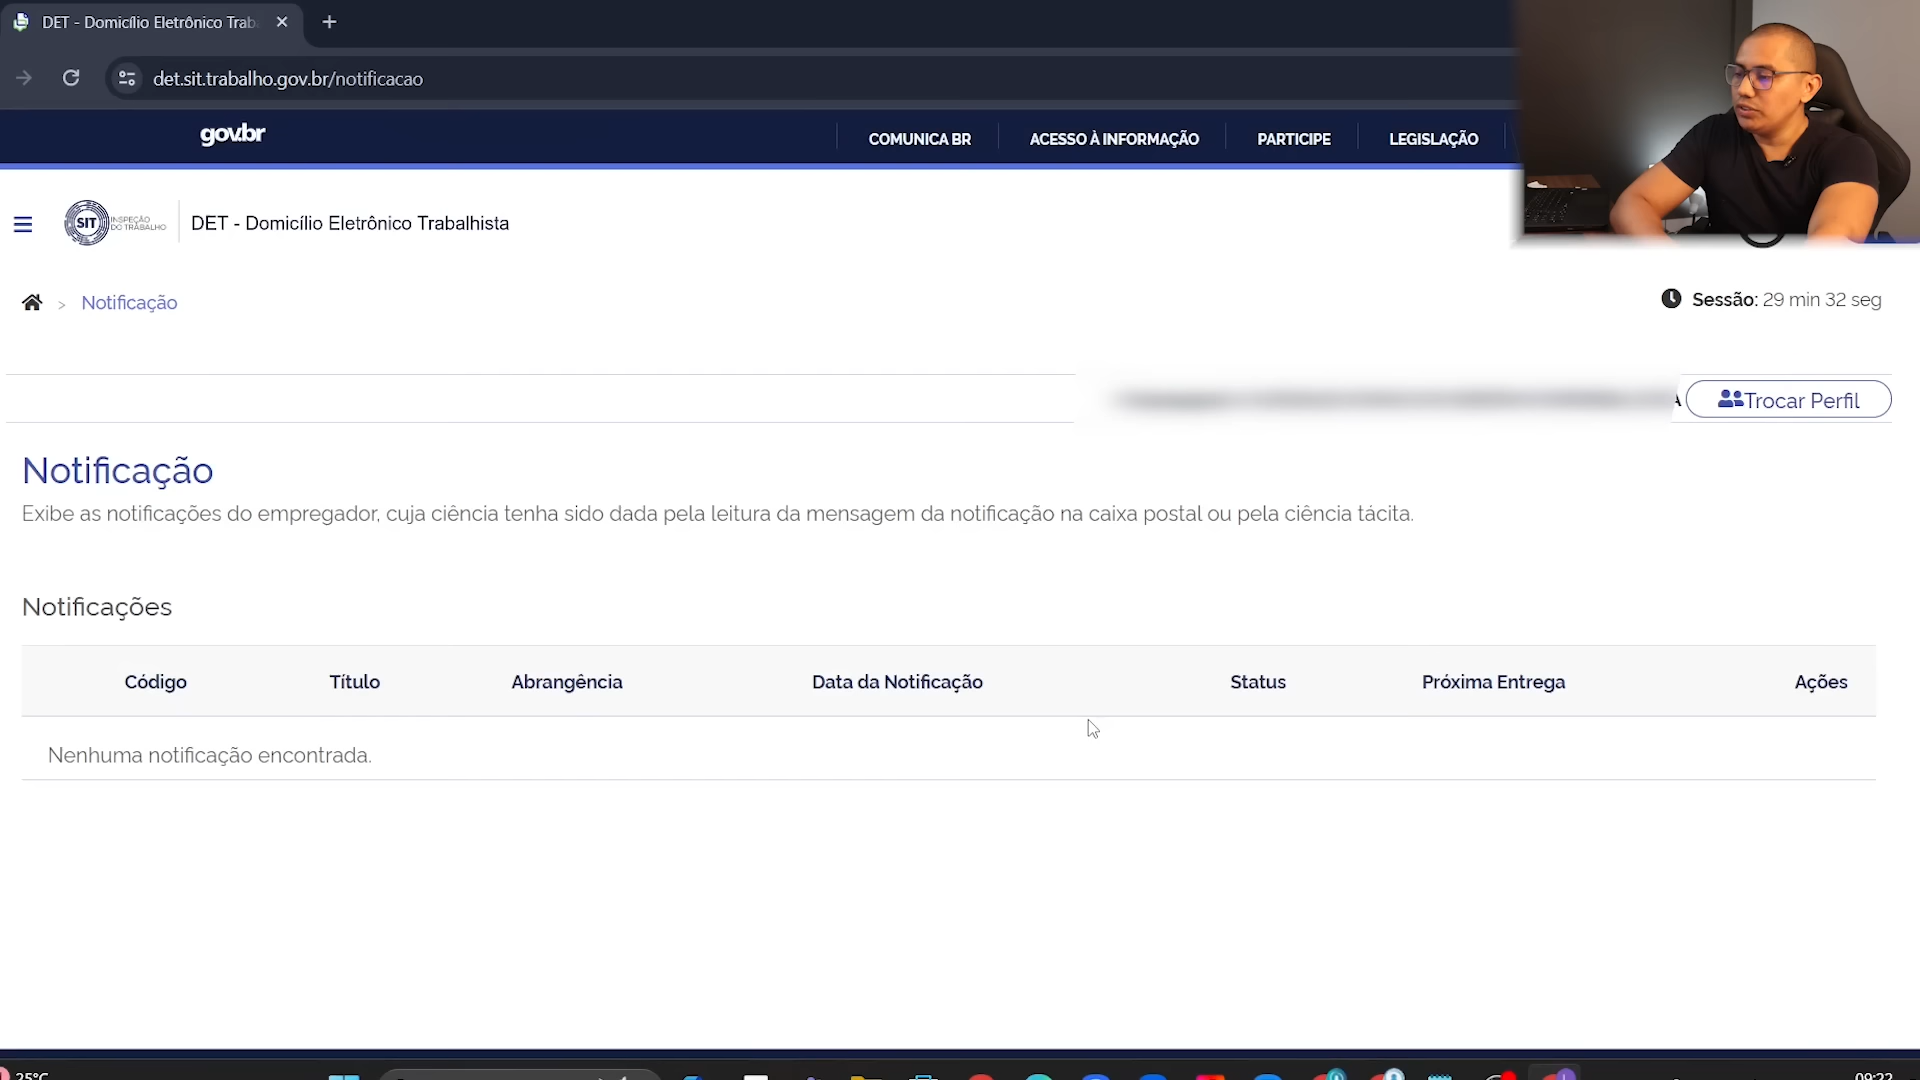 DET - Domicílio Eletrônico Trab
det.sit.trabalho.gov.br/notificacao
gov.br
COMUNICA BR
ACESSO À INFORMAÇÃO
PARTICIPE
LEGISLAÇÃO
SIT
INSPEÇÃO
DO TRABALHO
DET - Domicílio Eletrônico Trabalhista
> Notificação
Sessão: 29 min 32 seg
A
Trocar Perfil
Notificação
Exibe as notificações do empregador, cuja ciência tenha sido dada pela leitura da mensagem da notificação na caixa postal ou pela ciência tácita.
Notificações
Código Título Abrangência Data da Notificação Status Próxima Entrega Ações
Nenhuma notificação encontrada.
25°C
09:22